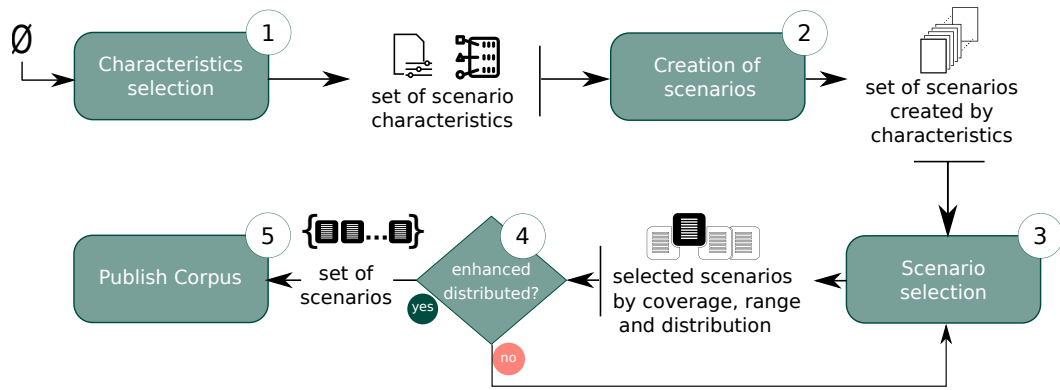 Ø
1
Characteristics
selection
set of scenario
characteristics
2
Creation of
scenarios
set of scenarios
created by
characteristics
3
Scenario
selection
selected scenarios
by coverage, range
and distribution
4
enhanced
distributed?
yes
no
{ ... }
set of
scenarios
5
Publish Corpus